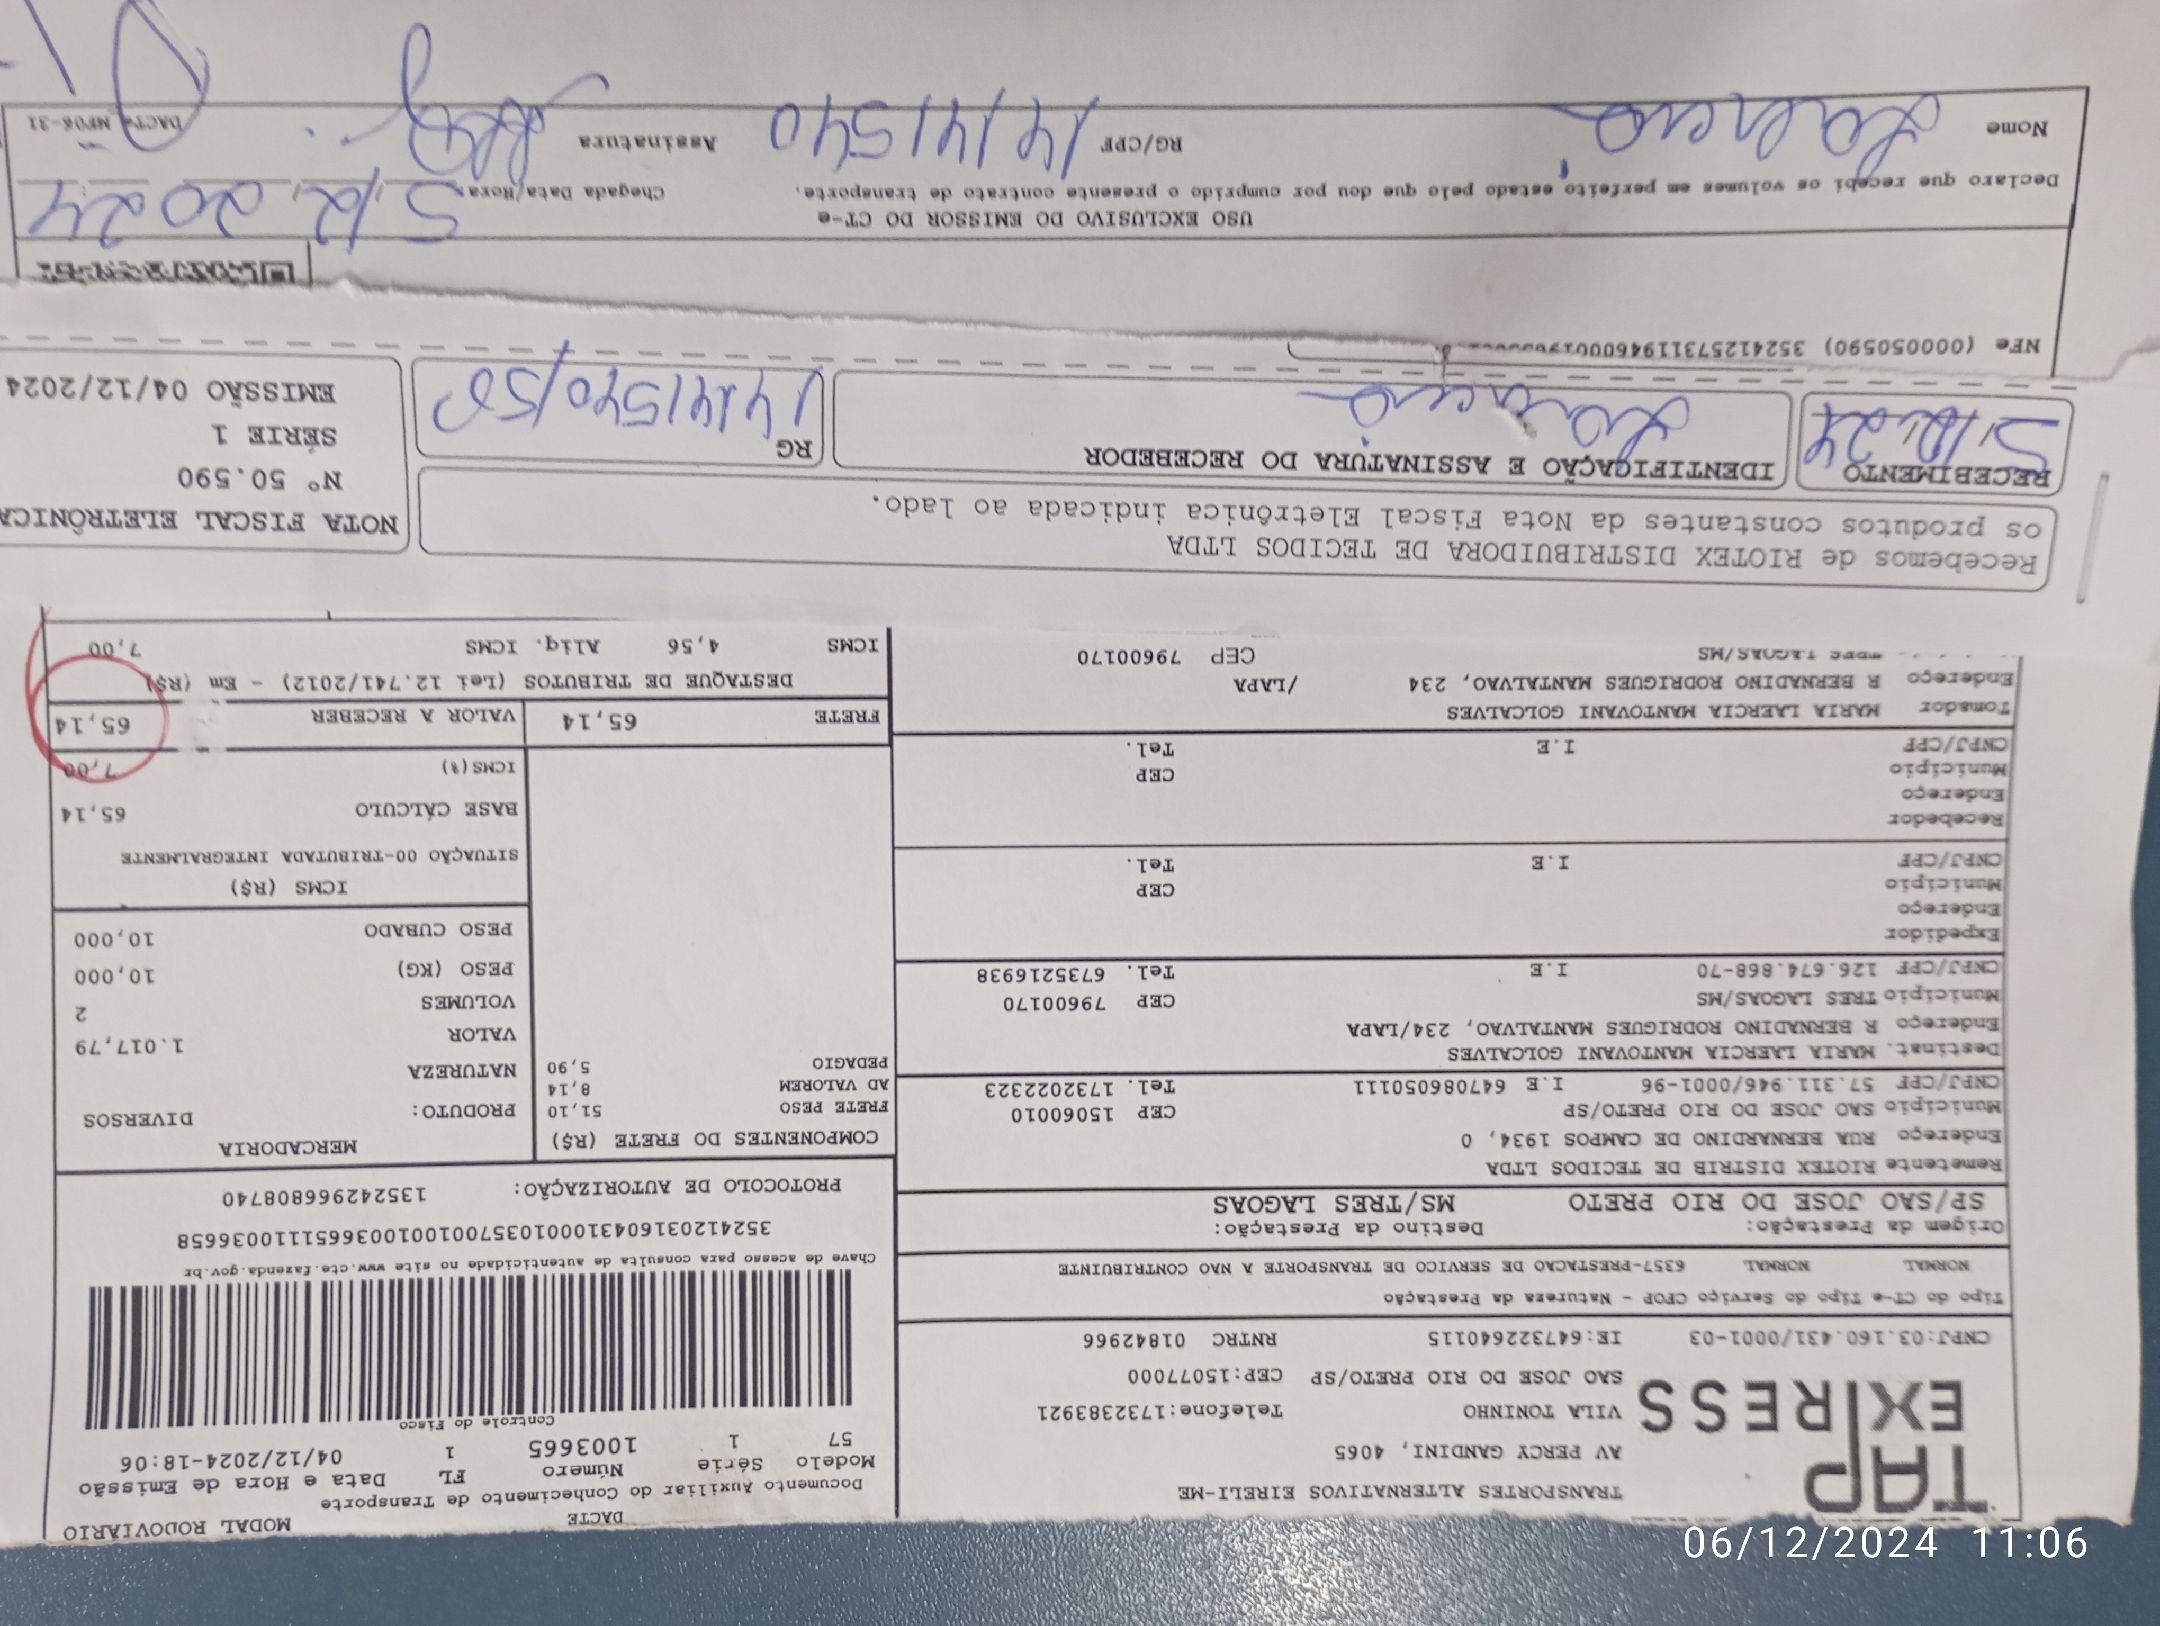 DACTE
MODAL RODOVIÁRIO
TAP
EXPRESS
TRANSPORTES ALTERNATIVOS EIRELI-ME
AV PERCY GANDINI, 4065
VILA TONINHO Telefone:1732383921
SAO JOSE DO RIO PRETO/SP CEP:15077000
CNPJ:03.160.431/0001-03 IE:647322640115 RNTRC 01842966
Documento Auxiliar do Conhecimento de Transporte
Modelo Série Número FL Data e Hora de Emissão
57 1 1003665 1 04/12/2024-18:06
Controle do Fisco
Chave de acesso para consulta de autenticidade no site www.cte.fazenda.gov.br
35241203160431000103570010010036651110036658
PROTOCOLO DE AUTORIZAÇÃO: 135242966808740
Tipo do CT-e Tipo do Serviço CFOP - Natureza da Prestação
NORMAL NORMAL 6357-PRESTACAO DE SERVICO DE TRANSPORTE A NAO CONTRIBUINTE
Origem da Prestação: Destino da Prestação:
SP/SAO JOSE DO RIO PRETO MS/TRES LAGOAS
Remetente RIOTEX DISTRIB DE TECIDOS LTDA
Endereço RUA BERNARDINO DE CAMPOS 1934, 0
Município SAO JOSE DO RIO PRETO/SP CEP 15060010
CNPJ/CPF 57.311.946/0001-96 I.E 647086050111 Tel. 1732022323
Destinat. MARIA LAERCIA MANTOVANI GOLCALVES
Endereço R BERNADINO RODRIGUES MANTALVAO, 234/LAPA
Município TRES LAGOAS/MS CEP 79600170
CNPJ/CPF 126.674.868-70 I.E Tel. 6735216938
Expedidor
Endereço
Município CEP
CNPJ/CPF I.E Tel.
Recebedor
Endereço
Município CEP
CNPJ/CPF I.E Tel.
Tomador MARIA LAERCIA MANTOVANI GOLCALVES
Endereço R BERNADINO RODRIGUES MANTALVAO, 234 /LAPA
LAGOAS/MS CEP 79600170
COMPONENTES DO FRETE (R$)
FRETE PESO 51,10
AD VALOREM 8,14
PEDAGIO 5,90
MERCADORIA
PRODUTO: DIVERSOS
NATUREZA
VALOR 1.017,79
VOLUMES 2
PESO (KG) 10,000
PESO CUBADO 10,000
ICMS (R$)
SITUAÇÃO 00-TRIBUTADA INTEGRALMENTE
BASE CÁLCULO 65,14
ICMS(%) 7,00
FRETE 65,14 VALOR A RECEBER 65,14
DESTAQUE DE TRIBUTOS (Lei 12.741/2012) - Em (R$)
ICMS 4,56 Aliq. ICMS 7,00
Recebemos de RIOTEX DISTRIBUIDORA DE TECIDOS LTDA
os produtos constantes da Nota Fiscal Eletrônica indicada ao lado.
NOTA FISCAL ELETRÔNICA
Nº 50.590
SÉRIE 1
EMISSÃO 04/12/2024
RECEBIMENTO IDENTIFICAÇÃO E ASSINATURA DO RECEBEDOR RG
5/12/24 14141540/SP
NFe (000050590)
USO EXCLUSIVO DO EMISSOR DO CT-e
Declaro que recebi os volumes em perfeito estado pelo que dou por cumprido o presente contrato de transporte. Chegada Data/Hora 5/12/2024
Nome RG/CPF 14141540 Assinatura DACTe MF06-31
06/12/2024 11:06